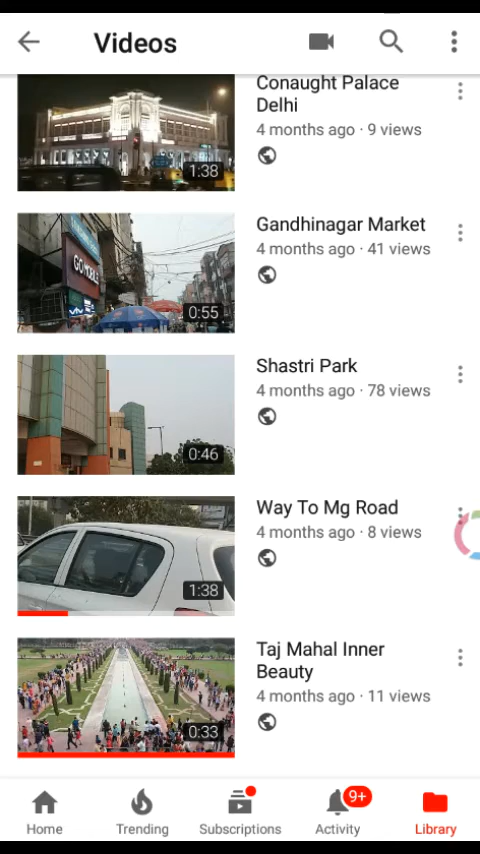 Videos
Conaught Palace
Delhi
4 months ago · 9 views
1:38
Gandhinagar Market
4 months ago · 41 views
GO MOBILE
vivo
0:55
Shastri Park
4 months ago · 78 views
0:46
Way To Mg Road
4 months ago · 8 views
1:38
Taj Mahal Inner
Beauty
4 months ago · 11 views
0:33
9+
Home
Trending
Subscriptions
Activity
Library